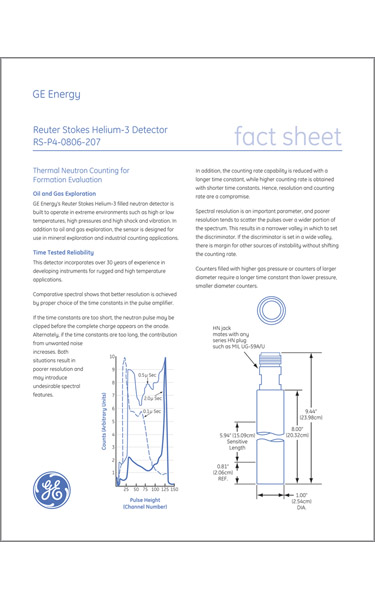 GE Energy
Reuter Stokes Helium-3 Detector
RS-P4-0806-207
fact sheet
Thermal Neutron Counting for
Formation Evaluation
Oil and Gas Exploration
GE Energy's Reuter Stokes Helium-3 filled neutron detector is
built to operate in extreme environments such as high or low
temperatures, high pressures and high shock and vibration. In
addition to oil and gas exploration, the sensor is designed for
use in mineral exploration and industrial counting applications.
Time Tested Reliability
This detector incorporates over 30 years of experience in
developing instruments for rugged and high temperature
applications.
Comparative spectral shows that better resolution is achieved
by proper choice of the time constants in the pulse amplifier.
If the time constants are too short, the neutron pulse may be
clipped before the complete charge appears on the anode.
Alternately, if the time constants are too long, the contribution
from unwanted noise
increases. Both
situations result in
poorer resolution and
may introduce
undesirable spectral
features.
In addition, the counting rate capability is reduced with a
longer time constant, while higher counting rate is obtained
with shorter time constants. Hence, resolution and counting
rate are a compromise.
Spectral resolution is an important parameter, and poorer
resolution tends to scatter the pulses over a wider portion of
the spectrum. This results in a narrower valley in which to set
the discriminator. If the discriminator is set in a wide valley,
there is margin for other sources of instability without shifting
the counting rate.
Counters filled with higher gas pressure or counters of larger
diameter require a longer time constant than lower pressure,
smaller diameter counters.
Counts (Arbitrary Units)
10
9
8
7
6
5
4
3
2
1
0.5µ Sec
2.0µ Sec
0.1µ Sec
25 50 75 100 125 150
Pulse Height
(Channel Number)
HN jack
mates with any
series HN plug
such as MIL UG-59A/U
9.44"
(23.98cm)
8.00"
(20.32cm)
5.94" (15.09cm)
Sensitive
Length
0.81"
(2.06cm)
REF.
1.00"
(2.54cm)
DIA.
GE